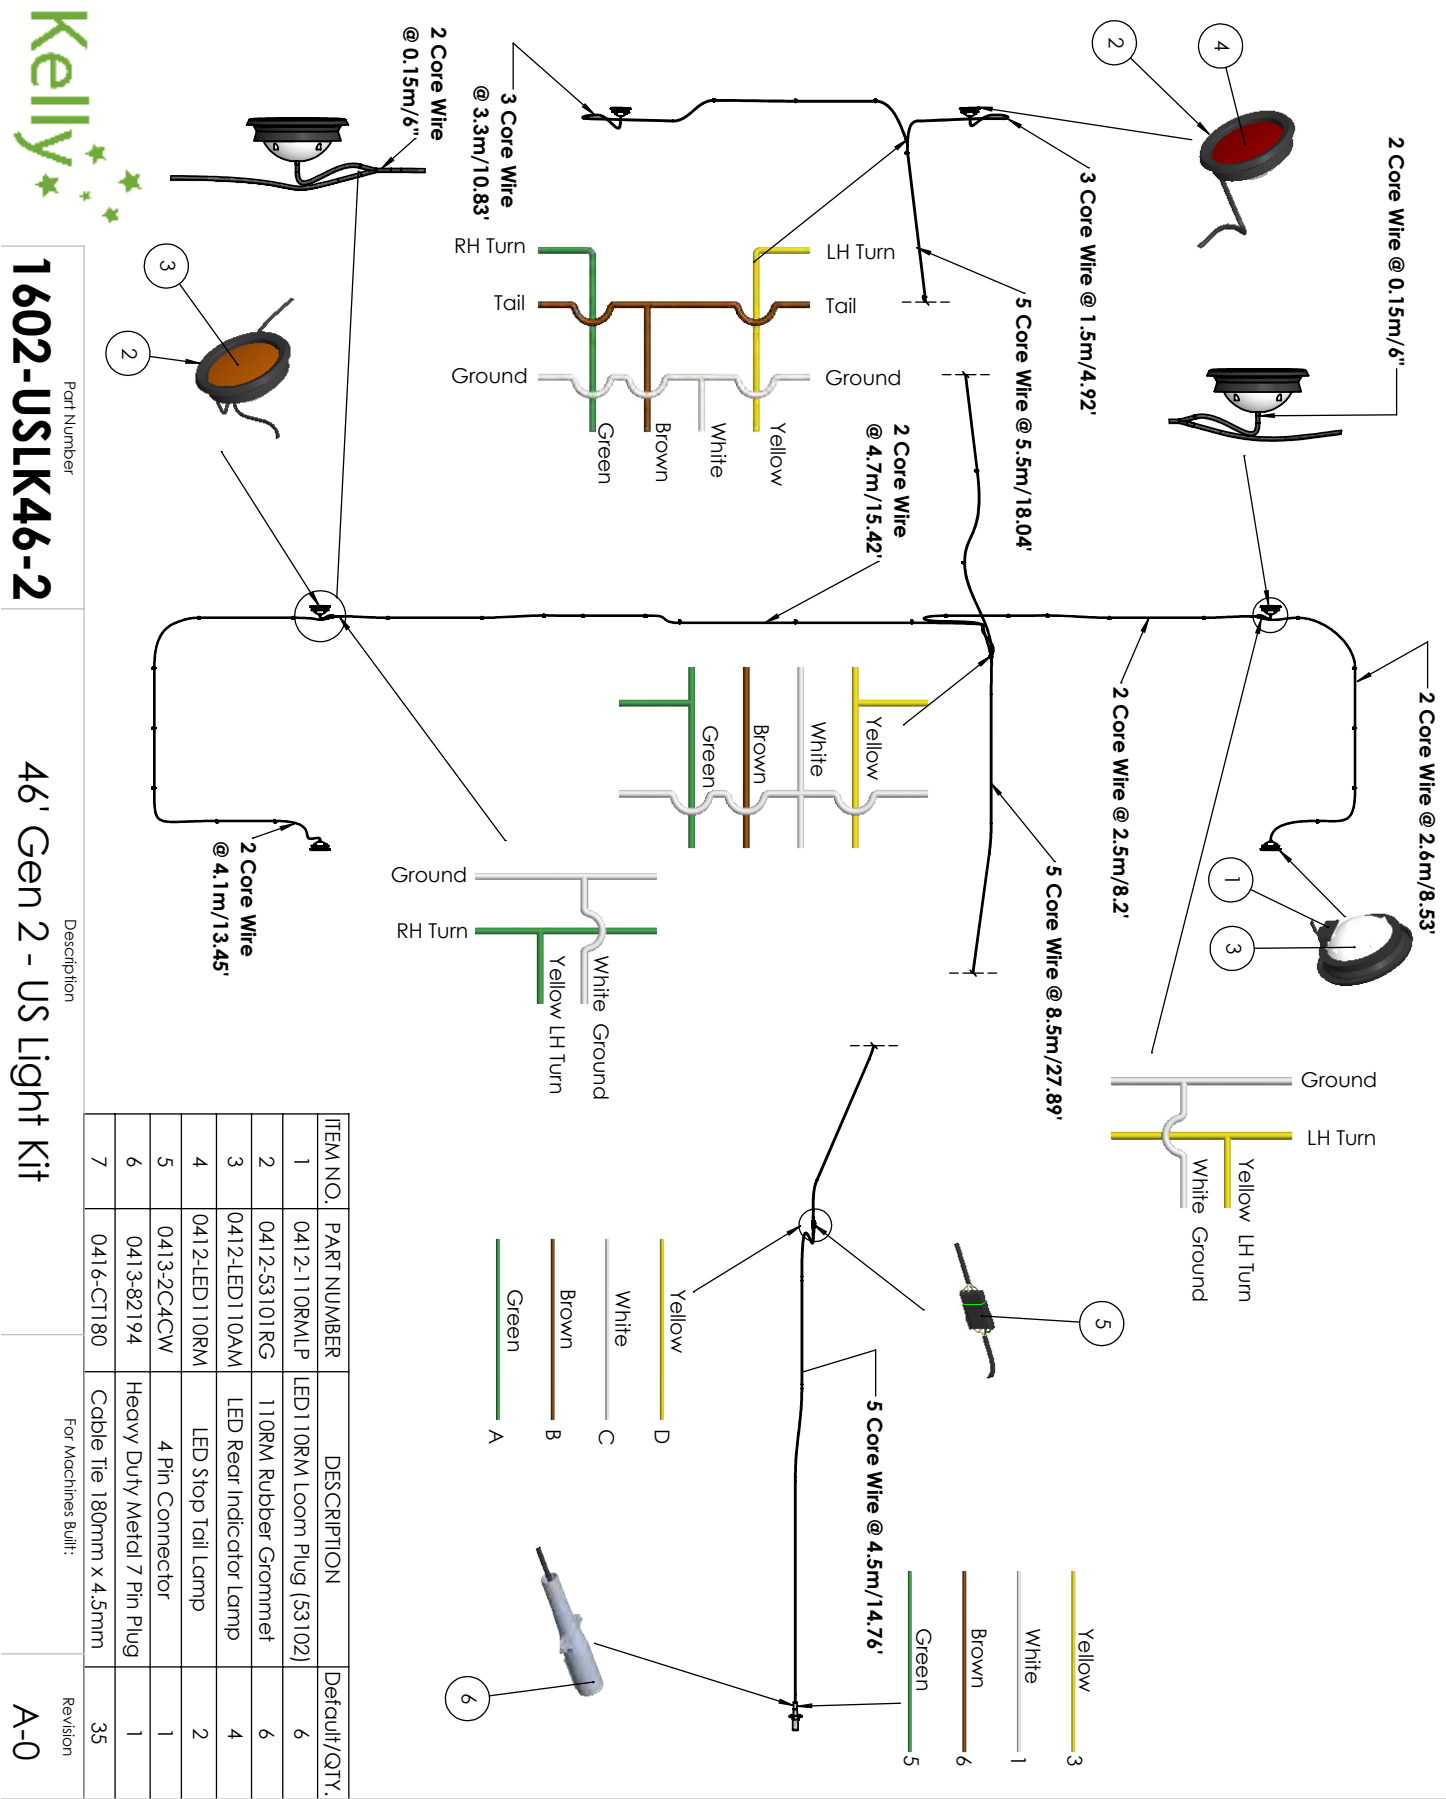 2 Core Wire @ 0.15m/6"
2 Core Wire @ 2.6m/8.53'
4
2
3 Core Wire @ 1.5m/4.92'
5 Core Wire @ 5.5m/18.04'
2 Core Wire @ 2.5m/8.2'
1
3
5 Core Wire @ 8.5m/27.89'
Ground
LH Turn
Yellow LH Turn
White Ground
5
5 Core Wire @ 4.5m/14.76'
Yellow 3
White 1
Brown 6
Green 5
6
3 Core Wire
@ 3.3m/10.83'
2 Core Wire
@ 0.15m/6"
LH Turn
Tail
Ground
RH Turn
Tail
Ground
Yellow
White
Brown
Green
2 Core Wire
@ 4.7m/15.42'
Yellow
White
Brown
Green
Yellow D
White C
Brown B
Green A
Ground
RH Turn
White Ground
Yellow LH Turn
3
2
2 Core Wire
@ 4.1m/13.45'
ITEM NO. PART NUMBER DESCRIPTION Default/QTY.
1 0412-110RMLP LED110RM Loom Plug (53102) 6
2 0412-53101RG 110RM Rubber Grommet 6
3 0412-LED110AM LED Rear Indicator Lamp 4
4 0412-LED110RM LED Stop Tail Lamp 2
5 0413-2C4CW 4 Pin Connector 1
6 0413-82194 Heavy Duty Metal 7 Pin Plug 1
7 0416-CT180 Cable Tie 180mm x 4.5mm 35
Kelly
Part Number
1602-USLK46-2
Description
46' Gen 2 - US Light Kit
For Machines Built:
Revision
A-0